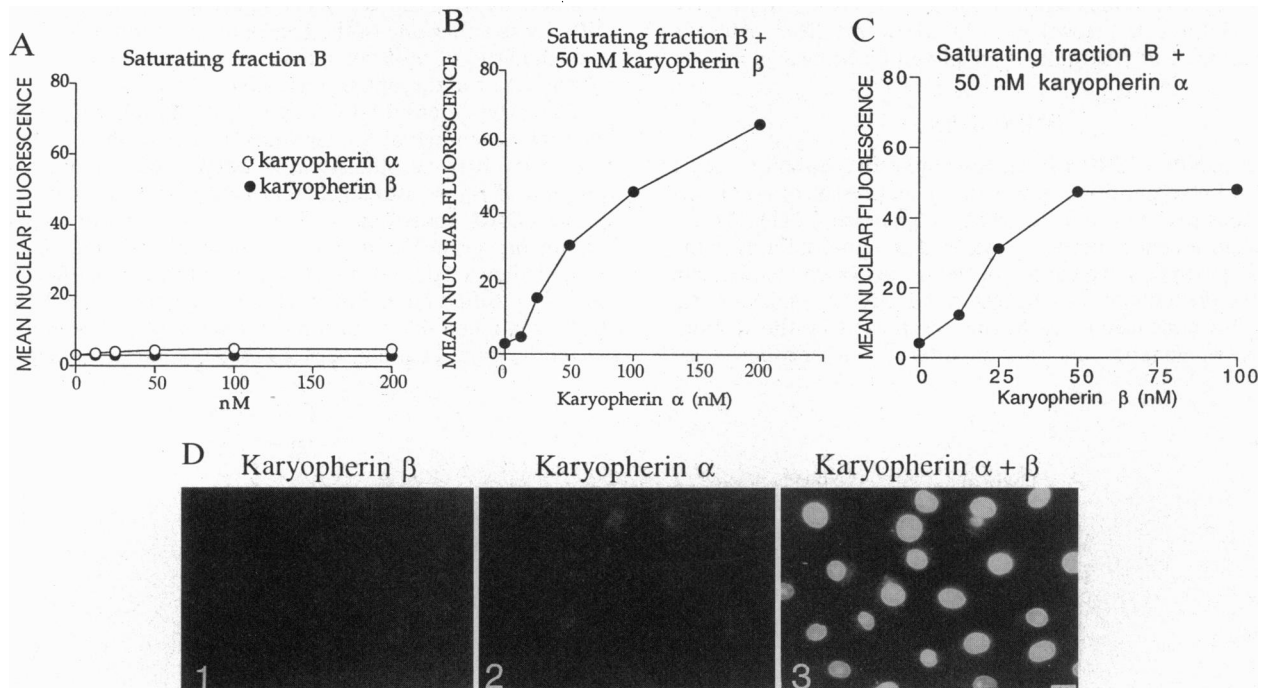 A
Saturating fraction B
MEAN NUCLEAR FLUORESCENCE
80
60
40
20
0
karyopherin α
karyopherin β
0
50
100
150
200
nM
B
Saturating fraction B +
50 nM karyopherin β
MEAN NUCLEAR FLUORESCENCE
80
60
40
20
0
0
50
100
150
200
Karyopherin α (nM)
C
Saturating fraction B +
50 nM karyopherin α
MEAN NUCLEAR FLUORESCENCE
80
60
40
20
0
0
25
50
75
100
Karyopherin β (nM)
D
Karyopherin β
Karyopherin α
Karyopherin α + β
1
2
3